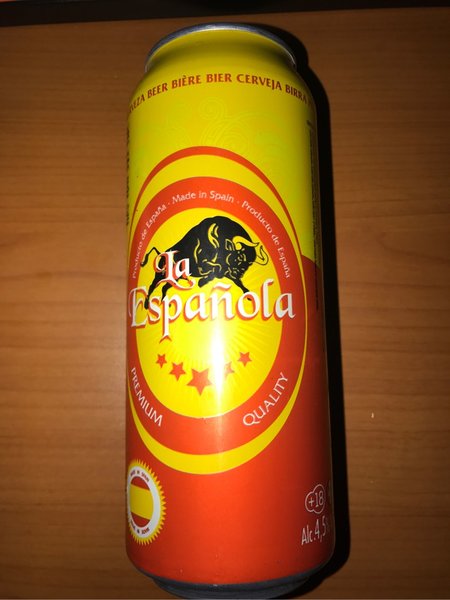 BEER BIÈRE BIER CERVEJA BIRRA
Producto de España - Made in Spain - Producto de España
La
Española
PREMIUM
QUALITY
+18
Alc. 4,5